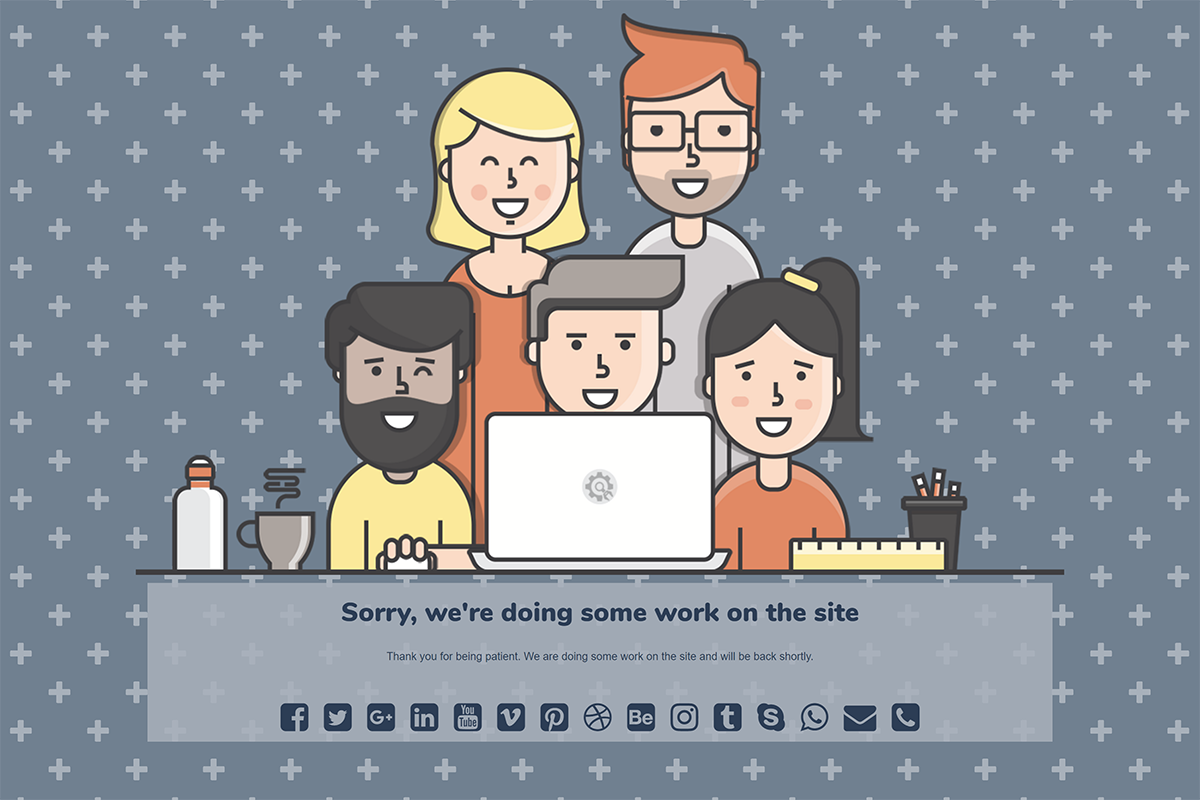 Sorry, we're doing some work on the site
Thank you for being patient. We are doing some work on the site and will be back shortly.
f G+ in You Tube V P Bē t S